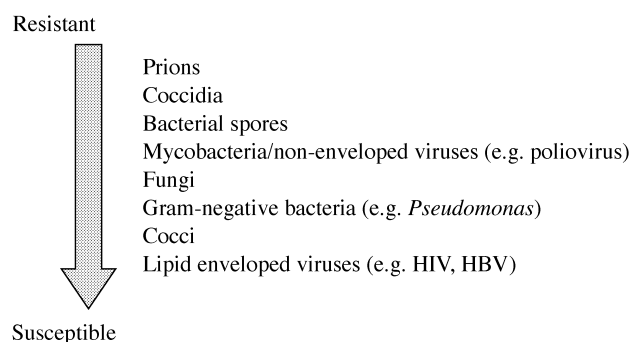 Resistant
Prions
Coccidia
Bacterial spores
Mycobacteria/non-enveloped viruses (e.g. poliovirus)
Fungi
Gram-negative bacteria (e.g. Pseudomonas)
Cocci
Lipid enveloped viruses (e.g. HIV, HBV)
Susceptible